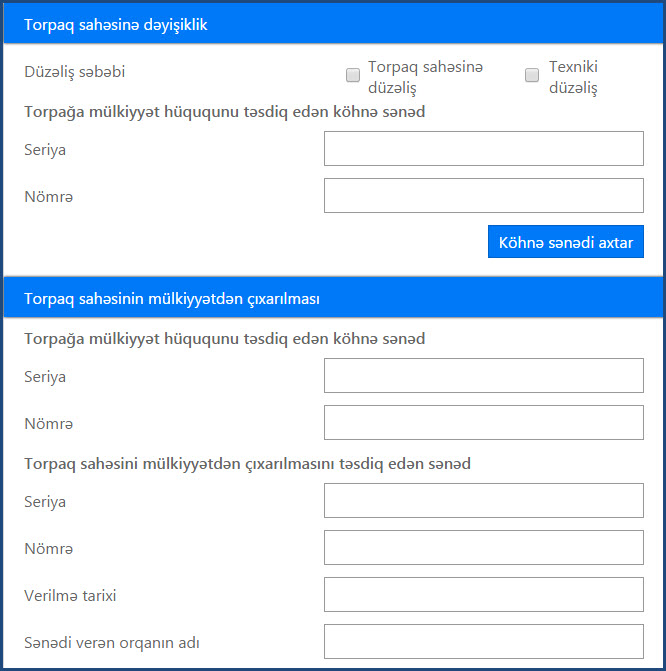 Torpaq sahəsinə dəyişiklik
Düzəliş səbəbi
Torpaq sahəsinə
düzəliş
Texniki
düzəliş
Torpağa mülkiyyət hüququnu təsdiq edən köhnə sənəd
Seriya
Nömrə
Köhnə sənədi axtar
Torpaq sahəsinin mülkiyyətdən çıxarılması
Torpağa mülkiyyət hüququnu təsdiq edən köhnə sənəd
Seriya
Nömrə
Torpaq sahəsini mülkiyyətdən çıxarılmasını təsdiq edən sənəd
Seriya
Nömrə
Verilmə tarixi
Sənədi verən orqanın adı